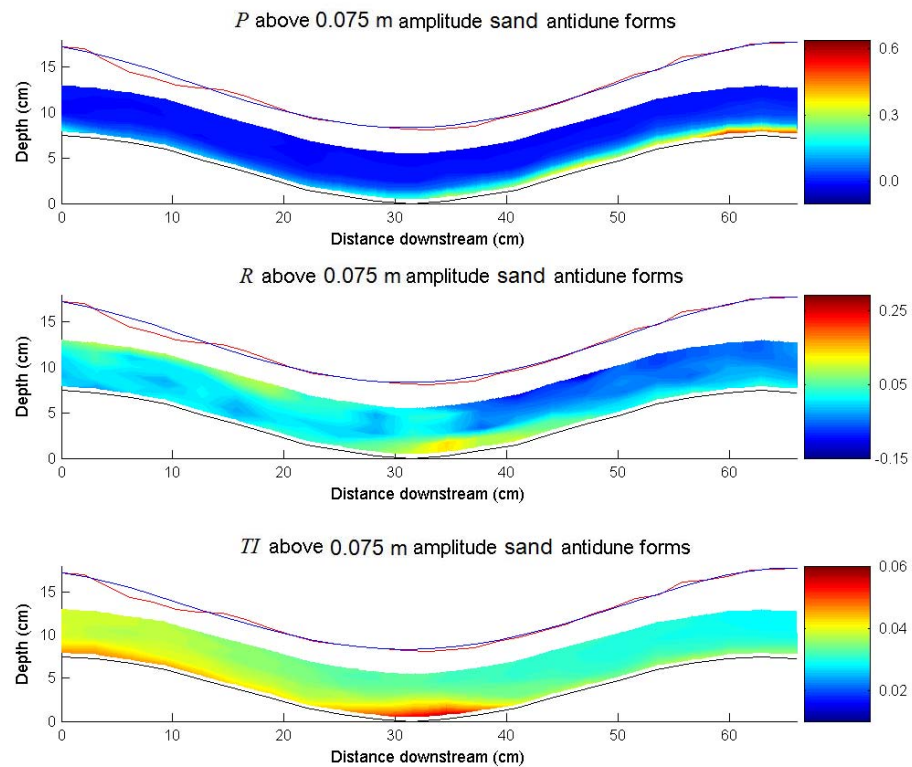 P above 0.075 m amplitude sand antidune forms
0.6
0.3
0.0
15
10
5
0
Depth (cm)
0 10 20 30 40 50 60
Distance downstream (cm)
R above 0.075 m amplitude sand antidune forms
0.25
0.05
-0.15
15
10
5
0
Depth (cm)
0 10 20 30 40 50 60
Distance downstream (cm)
TI above 0.075 m amplitude sand antidune forms
0.06
0.04
0.02
15
10
5
0
Depth (cm)
0 10 20 30 40 50 60
Distance downstream (cm)